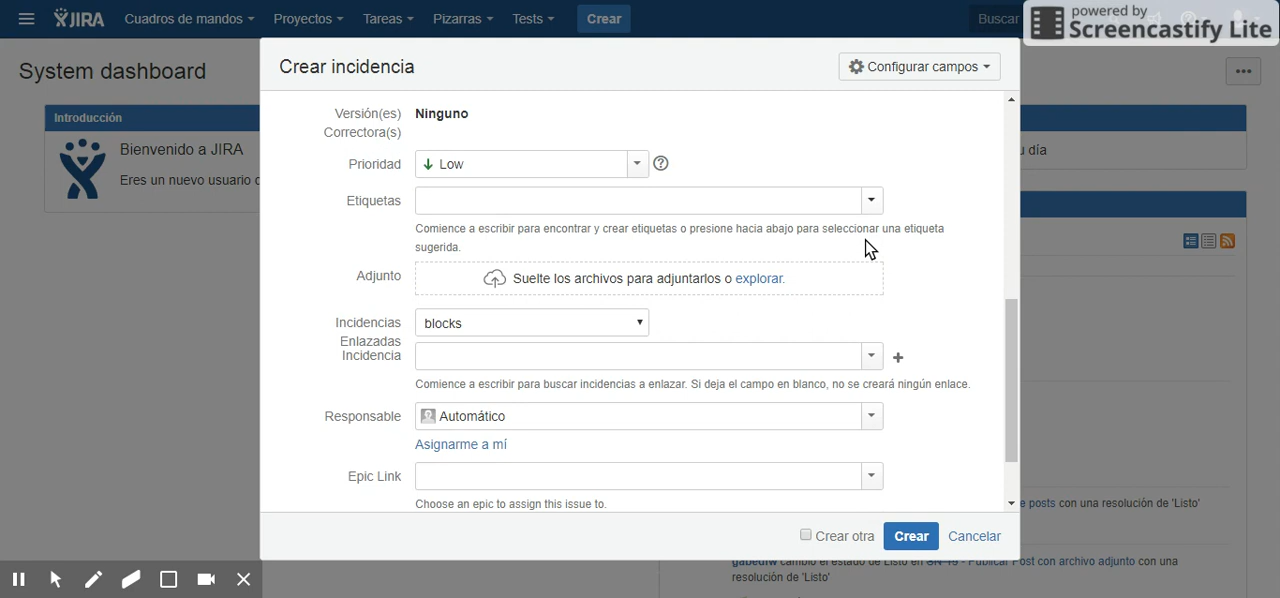 JIRA Cuadros de mandos Proyectos Tareas Pizarras Tests Crear Buscar
powered by
Screencastify Lite
System dashboard
Crear incidencia
Configurar campos
Introducción
Bienvenido a JIRA
Eres un nuevo usuario
u día
Versión(es)
Correctora(s)
Ninguno
Prioridad Low
Etiquetas
Comience a escribir para encontrar y crear etiquetas o presione hacia abajo para seleccionar una etiqueta
sugerida.
Adjunto Suelte los archivos para adjuntarlos o explorar.
Incidencias
Enlazadas
blocks
Incidencia
Comience a escribir para buscar incidencias a enlazar. Si deja el campo en blanco, no se creará ningún enlace.
Responsable Automático
Asignarme a mí
Epic Link
Choose an epic to assign this issue to.
e posts con una resolución de 'Listo'
Crear otra Crear Cancelar
gabedfw cambió el estado de Listo en SN-19 - Publicar Post con archivo adjunto con una
resolución de 'Listo'